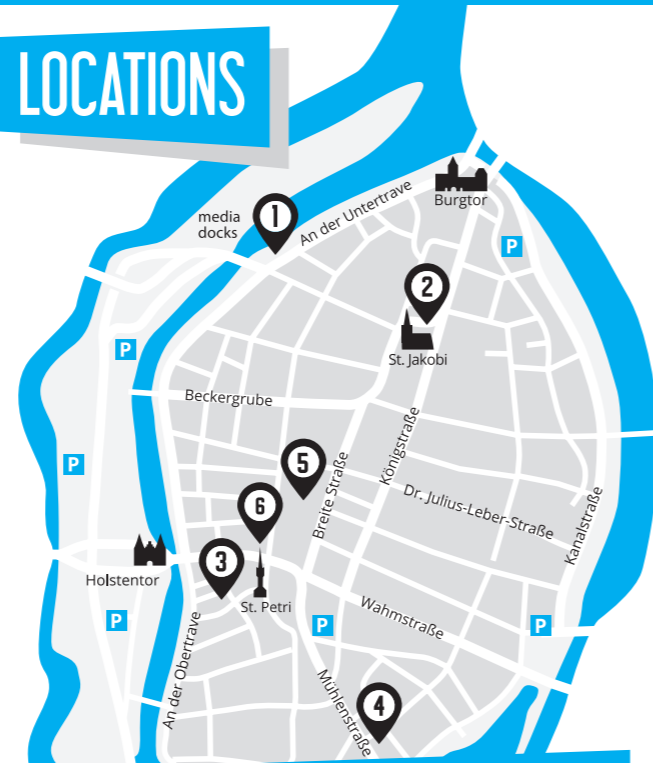 LOCATIONS
media
docks
1
An der Untertrave
Burgtor
P
2
St. Jakobi
P
Beckergrube
Königstraße
5
Breite Straße
P
Dr. Julius-Leber-Straße
6
Kanalstraße
3
Holstentor
St. Petri
P
P
Wahmstraße
P
An der Obertrave
Mühlenstraße
4